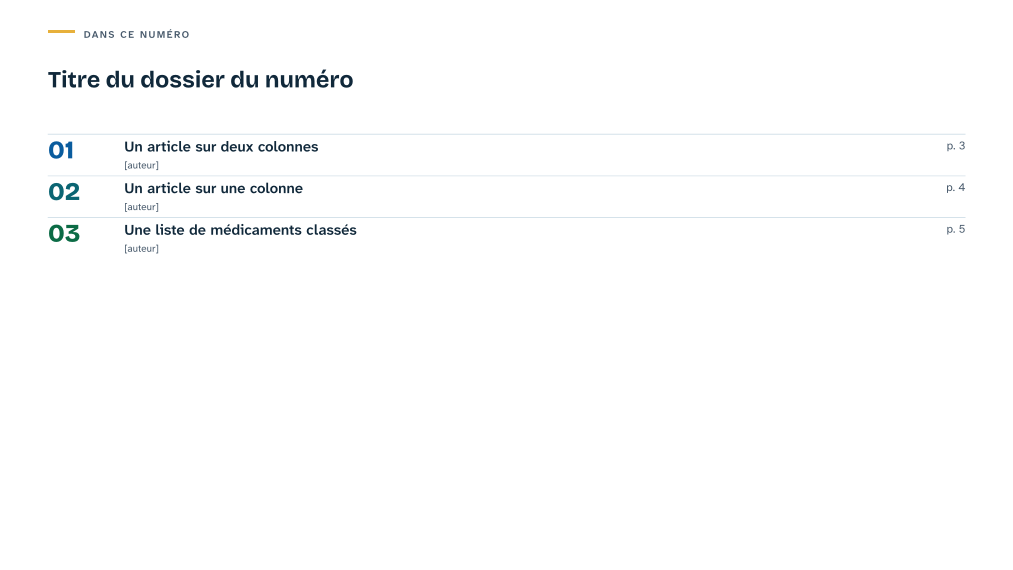 DANS CE NUMÉRO
Titre du dossier du numéro
01 Un article sur deux colonnes p. 3
[auteur]
02 Un article sur une colonne p. 4
[auteur]
03 Une liste de médicaments classés p. 5
[auteur]